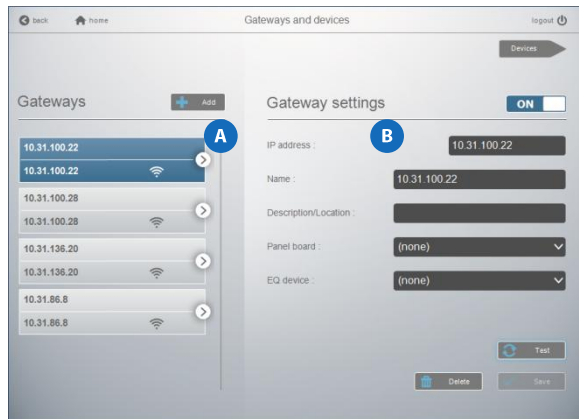 back home Gateways and devices logout
Devices
Gateways Add Gateway settings ON
A B
10.31.100.22
10.31.100.22
10.31.100.28
10.31.100.28
10.31.136.20
10.31.136.20
10.31.86.8
10.31.86.8
IP address : 10.31.100.22
Name : 10.31.100.22
Description/Location :
Panel board : (none)
EQ device : (none)
Test
Delete Save